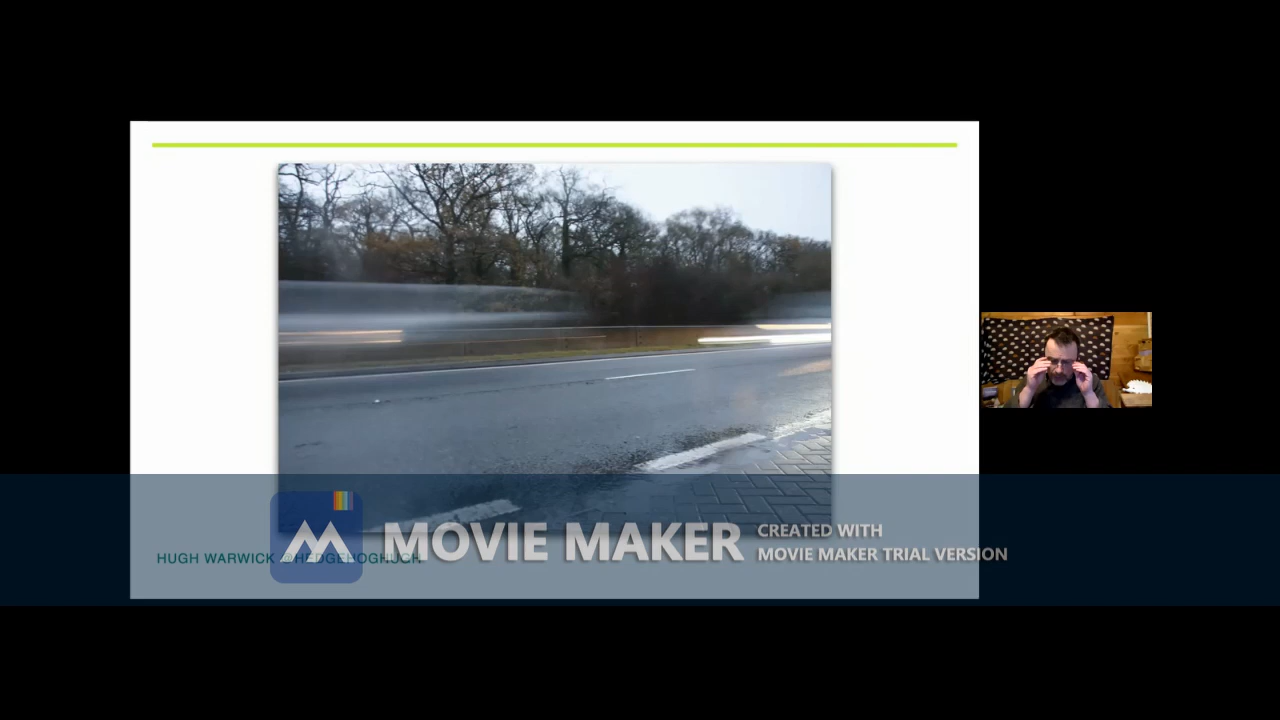 HUGH WARWICK @HEDGEHOGHUGH
MOVIE MAKER
CREATED WITH
MOVIE MAKER TRIAL VERSION